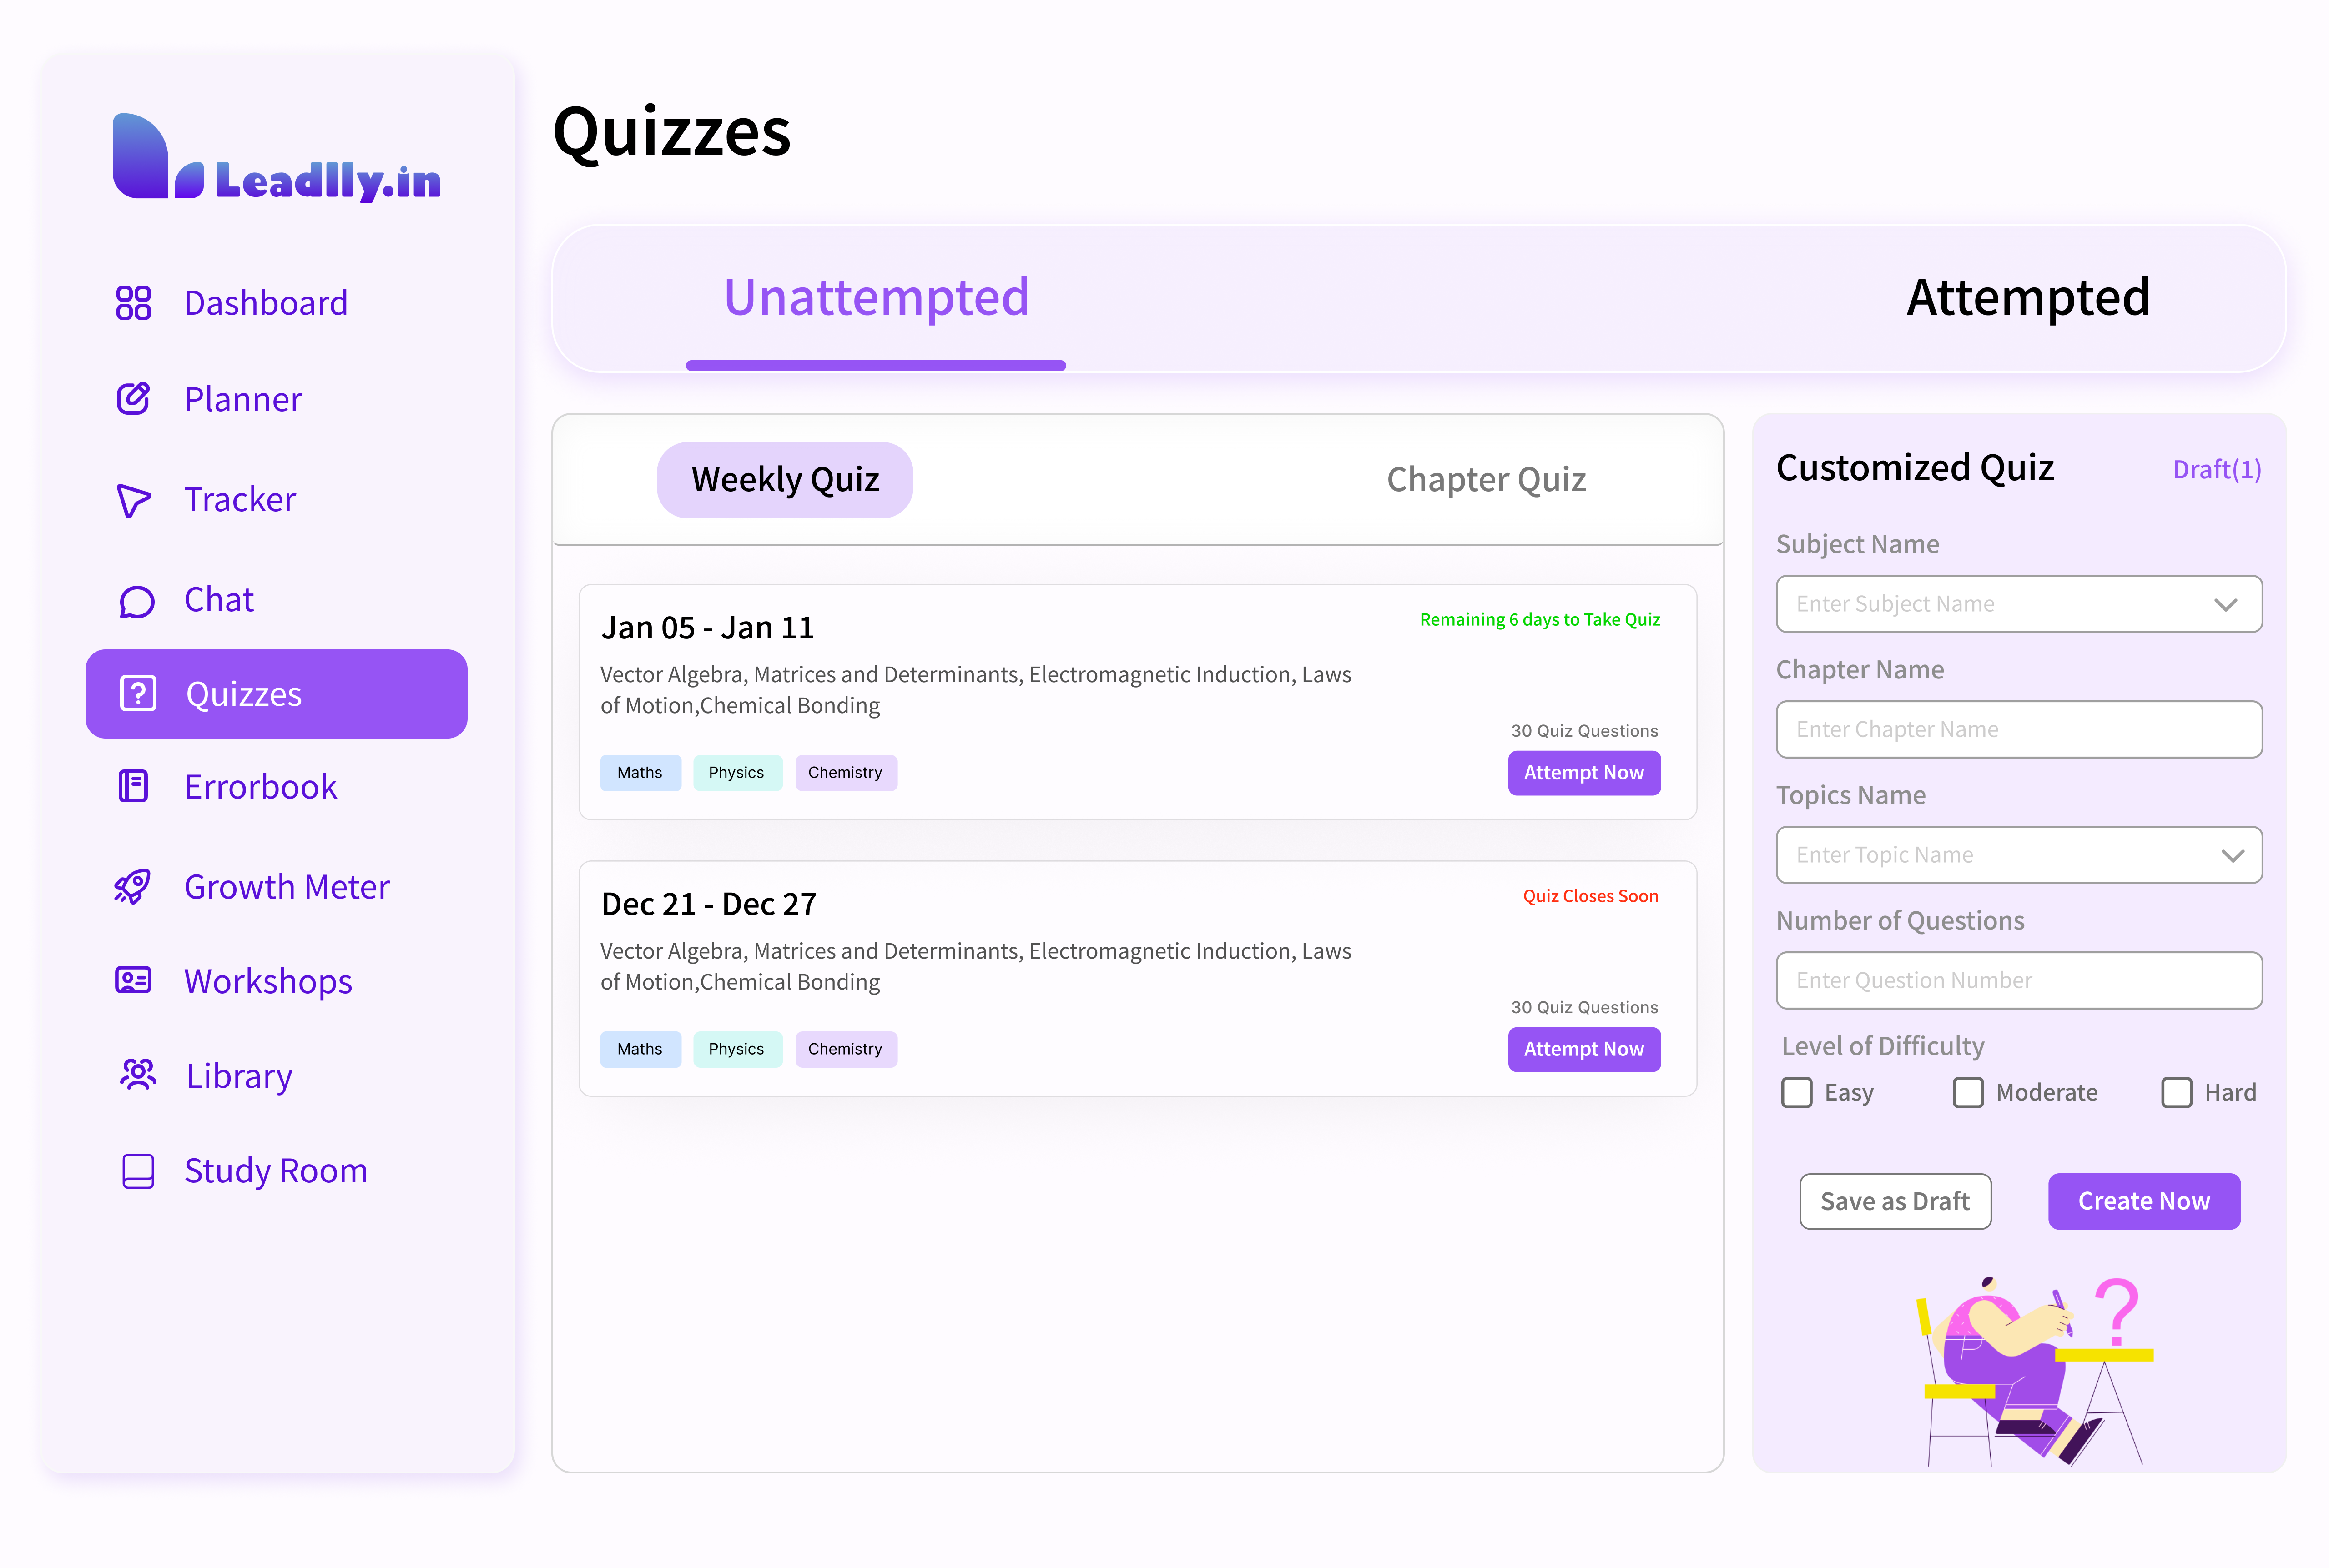 Leadlly.in
Dashboard
Planner
Tracker
Chat
Quizzes
Errorbook
Growth Meter
Workshops
Library
Study Room
Quizzes
Unattempted
Attempted
Weekly Quiz
Chapter Quiz
Jan 05 - Jan 11
Remaining 6 days to Take Quiz
Vector Algebra, Matrices and Determinants, Electromagnetic Induction, Laws
of Motion,Chemical Bonding
30 Quiz Questions
Maths
Physics
Chemistry
Attempt Now
Dec 21 - Dec 27
Quiz Closes Soon
Vector Algebra, Matrices and Determinants, Electromagnetic Induction, Laws
of Motion,Chemical Bonding
30 Quiz Questions
Maths
Physics
Chemistry
Attempt Now
Customized Quiz
Draft(1)
Subject Name
Enter Subject Name
Chapter Name
Enter Chapter Name
Topics Name
Enter Topic Name
Number of Questions
Enter Question Number
Level of Difficulty
Easy
Moderate
Hard
Save as Draft
Create Now
?